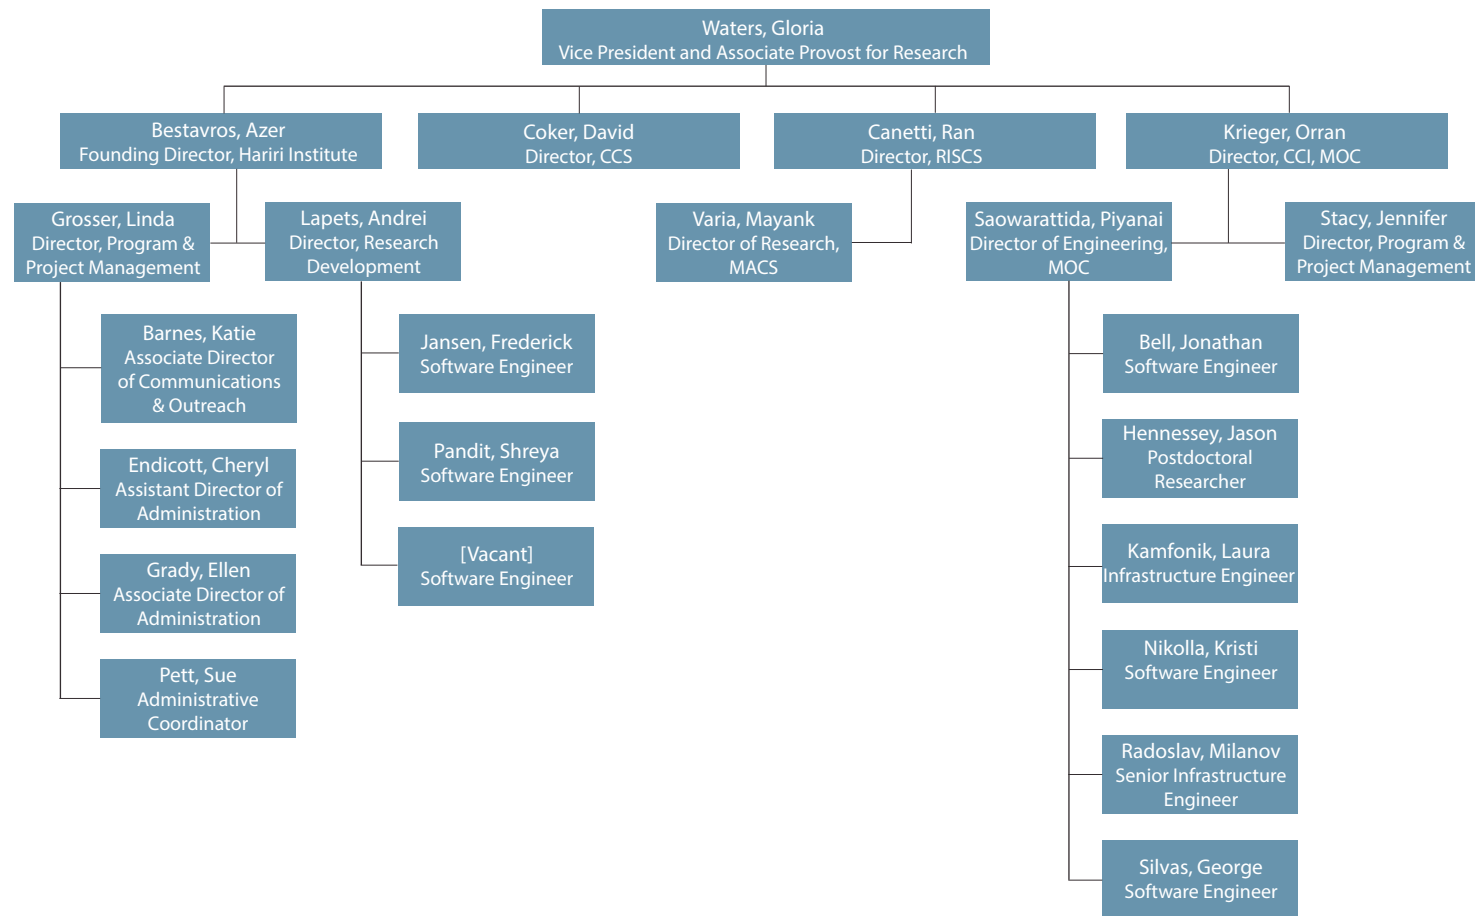 Waters, Gloria
Vice President and Associate Provost for Research
Bestavros, Azer
Founding Director, Hariri Institute
Coker, David
Director, CCS
Canetti, Ran
Director, RISCS
Krieger, Orran
Director, CCI, MOC
Grosser, Linda
Director, Program &
Project Management
Lapets, Andrei
Director, Research
Development
Varia, Mayank
Director of Research,
MACS
Saowarattida, Piyanai
Director of Engineering,
MOC
Stacy, Jennifer
Director, Program &
Project Management
Barnes, Katie
Associate Director
of Communications
& Outreach
Endicott, Cheryl
Assistant Director of
Administration
Grady, Ellen
Associate Director of
Administration
Pett, Sue
Administrative
Coordinator
Jansen, Frederick
Software Engineer
Pandit, Shreya
Software Engineer
[Vacant]
Software Engineer
Bell, Jonathan
Software Engineer
Hennessey, Jason
Postdoctoral
Researcher
Kamfonik, Laura
Infrastructure Engineer
Nikolla, Kristi
Software Engineer
Radoslav, Milanov
Senior Infrastructure
Engineer
Silvas, George
Software Engineer